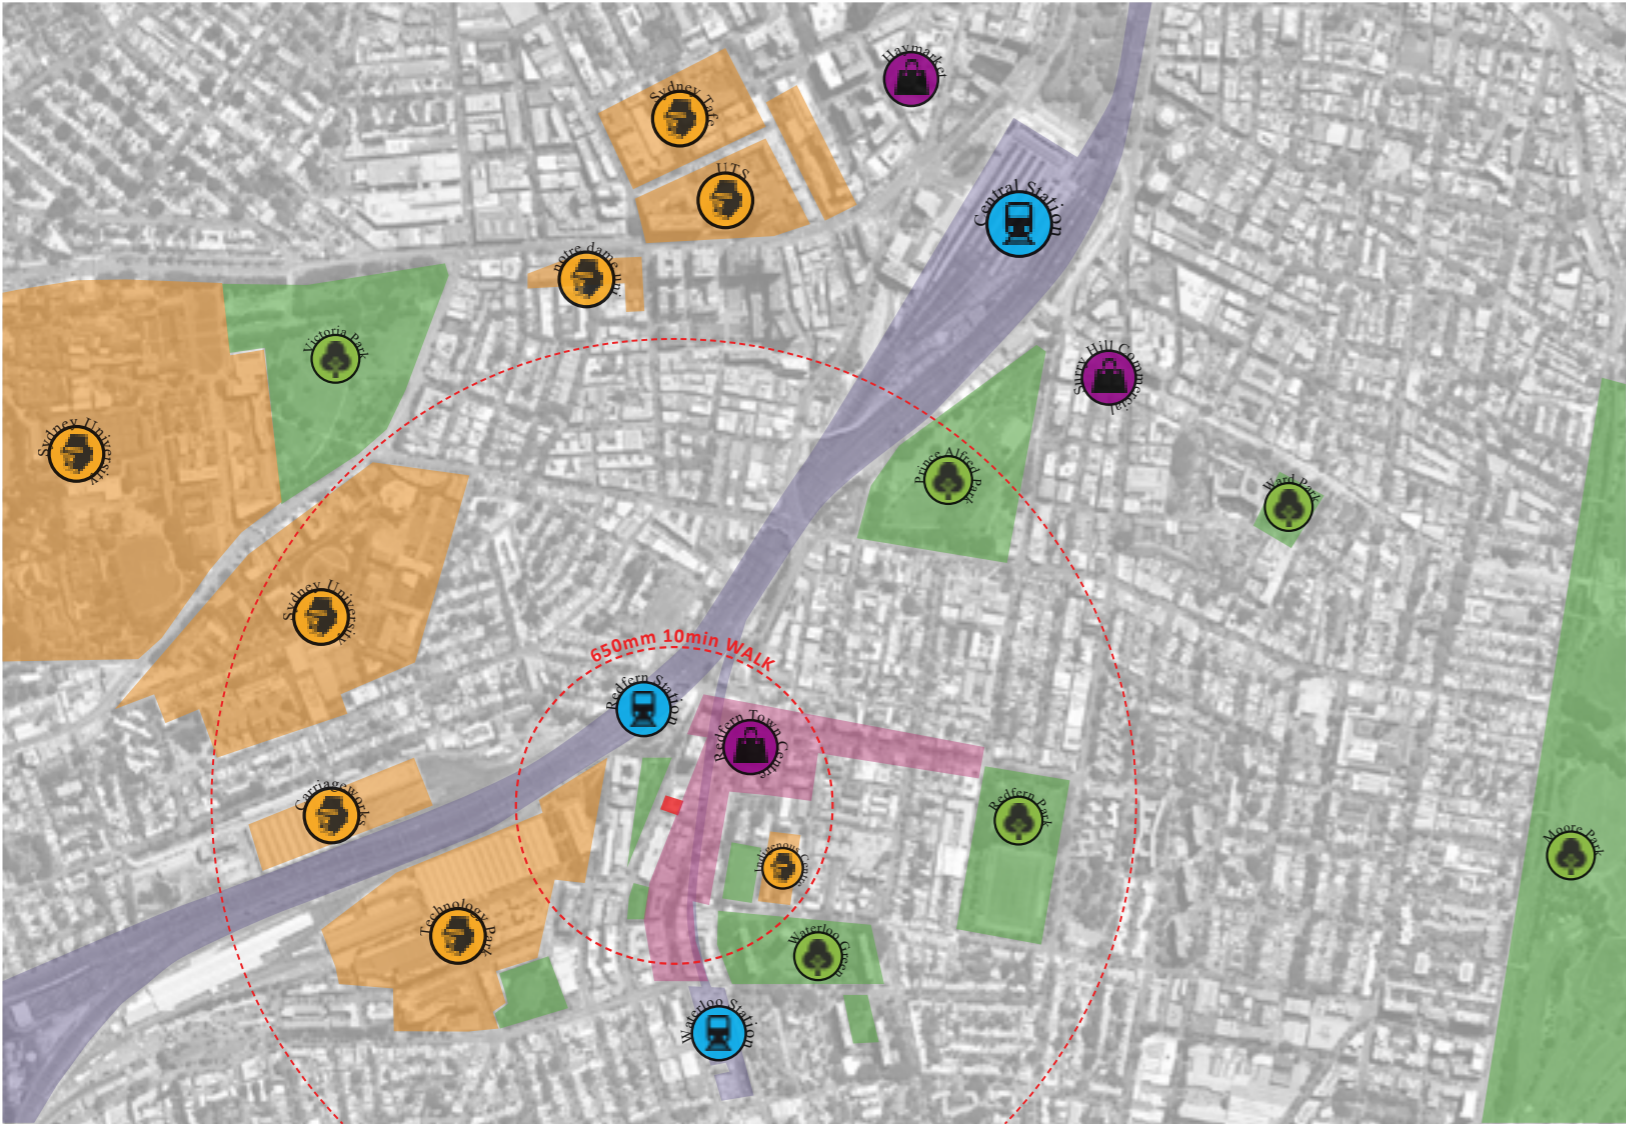 Haymarket
Sydney Tafe
UTS
Central Station
notre dame uni
Victoria Park
Surry Hill Commercial
Sydney University
Prince Alfred Park
Ward Park
Sydney University
650mm 10min WALK
Redfern Station
Redfern Town Centre
Carriageworks
Redfern Park
Indigenous Centre
Moore Park
Technology Park
Waterloo Green
Waterloo Station